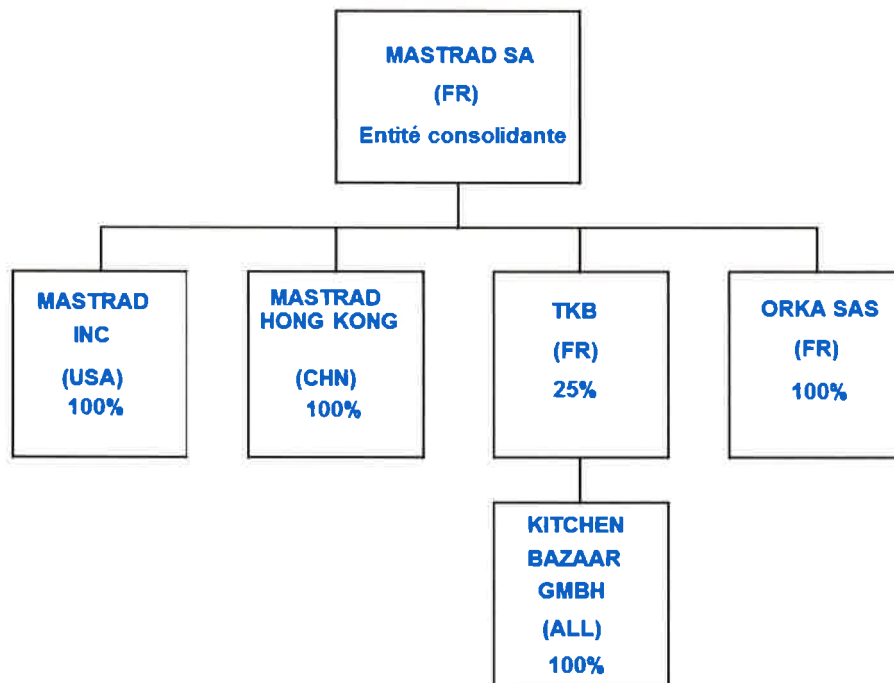 MASTRAD SA
(FR)
Entité consolidante
MASTRAD
INC
(USA)
100%
MASTRAD
HONG KONG
(CHN)
100%
TKB
(FR)
25%
ORKA SAS
(FR)
100%
KITCHEN
BAZAAR
GMBH
(ALL)
100%